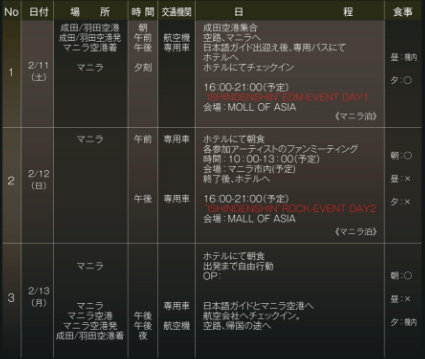 No 日付 場 所 時間 交通機関 日 程 食事
1
2/11
(土)
成田/羽田空港 朝 成田空港集合
成田/羽田空港発 午前 航空機 空路、マニラへ
マニラ空港着 午後 専用車 日本語ガイド出迎え後、専用バスにて
ホテルへ
マニラ 夕刻 ホテルにてチェックイン
16:00-21:00(予定)
"ISHINDENSHIN" EDM-EVENT DAY1
会場:MOLL OF ASIA
《マニラ泊》
昼:機内
夕:○
2
2/12
(日)
マニラ 午前 専用車 ホテルにて朝食
各参加アーティストのファンミーティング
時間:10:00-13:00(予定)
会場:マニラ市内(予定)
終了後、ホテルへ
午後 専用車 16:00-21:00(予定)
"ISHINDENSHIN" ROCK-EVENT DAY2
会場:MALL OF ASIA
《マニラ泊》
朝:○
昼:×
夕:×
3
2/13
(月)
ホテルにて朝食
マニラ 出発まで自由行動
OP:
マニラ 専用車 日本語ガイドとマニラ空港へ
マニラ空港 午後 航空会社へチェックイン。
マニラ空港発 午後 航空機 空路、帰国の途へ
成田/羽田空港 夜
朝:○
昼:×
夕:機内